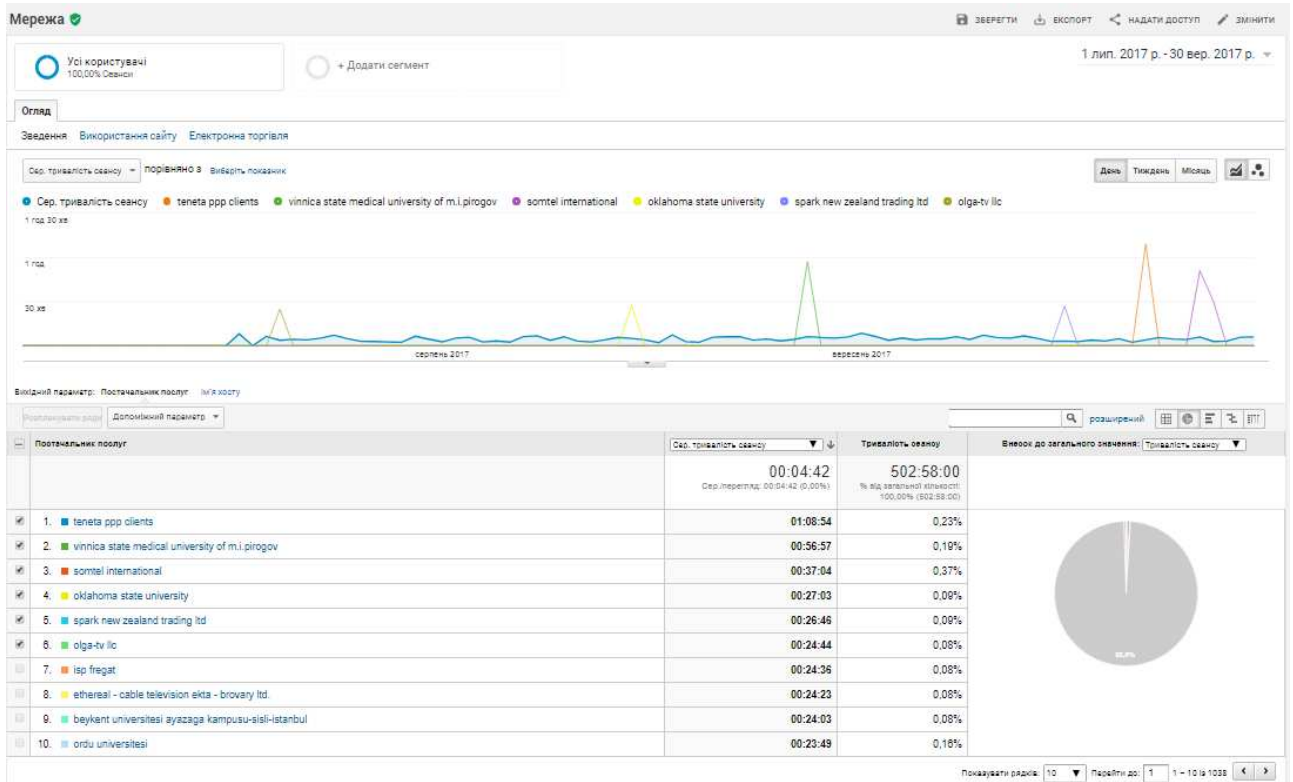 Мережа
ЗБЕРЕГТИ ЕКСПОРТ НАДАТИ ДОСТУП ЗМІНИТИ
Усі користувачі
100,00% Сеанси
+ Додати сегмент
1 лип. 2017 р. - 30 вер. 2017 р.
Огляд
Зведення Використання сайту Електронна торгівля
Сер. тривалість сеансу порівняно з Виберіть показник
День Тиждень Місяць
Сер. тривалість сеансу teneta ppp clients vinnica state medical university of m.i.pirogov somtel international oklahoma state university spark new zealand trading ltd olga-tv llc
1 год 30 хв
1 год
30 хв
серпень 2017 вересень 2017
Вихідний параметр: Постачальник послуг Ім'я хосту
Допоміжний параметр
розширений
Постачальник послуг Сер. тривалість сеансу Тривалість сеансу Внесок до загального значення: Тривалість сеансу
00:04:42 502:58:00
Сер./перегляд: 00:04:42 (0,00%) % від загальної кількості: 100,00% (502:58:00)
1. teneta ppp clients 01:08:54 0,23%
2. vinnica state medical university of m.i.pirogov 00:56:57 0,19%
3. somtel international 00:37:04 0,37%
4. oklahoma state university 00:27:03 0,09%
5. spark new zealand trading ltd 00:26:46 0,09%
6. olga-tv llc 00:24:44 0,08%
7. isp fregat 00:24:36 0,08%
8. ethereal - cable television ekta - brovary ltd. 00:24:23 0,08%
9. beykent universitesi ayazaga kampusu-sisli-istanbul 00:24:03 0,08%
10. ordu universitesi 00:23:49 0,16%
Показувати рядків: 10 Перейти до: 1 1 – 10 із 1038